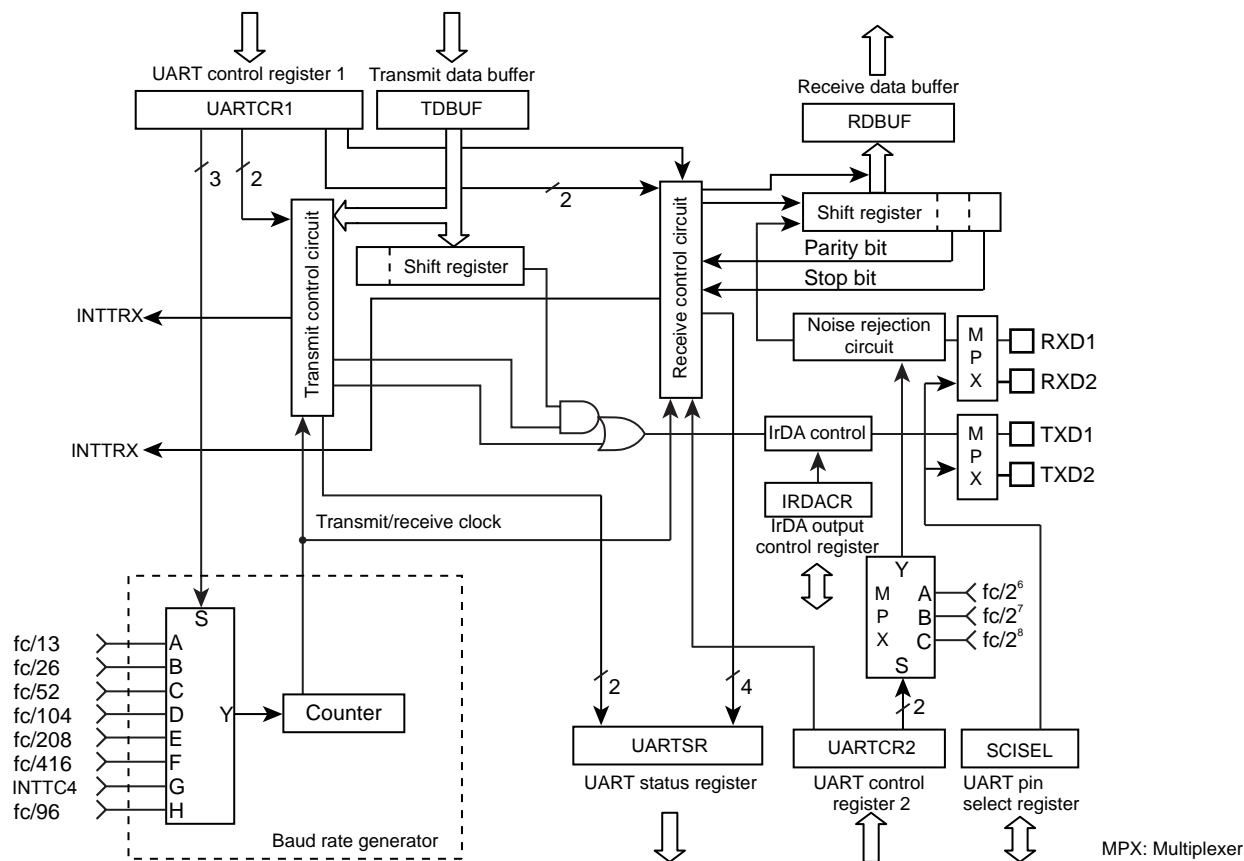 UART control register 1
UARTCR1
Transmit data buffer
TDBUF
Receive data buffer
RDBUF
3
2
2
Transmit control circuit
Shift register
Receive control circuit
Shift register
Parity bit
Stop bit
INTTRX
INTTRX
Noise rejection
circuit
M
P
X
RXD1
RXD2
IrDA control
M
P
X
TXD1
TXD2
IRDACR
IrDA output
control register
Transmit/receive clock
Y
M
P
X
A
B
C
S
fc/2⁶
fc/2⁷
fc/2⁸
2
4
2
S
fc/13
A
fc/26
B
fc/52
C
fc/104
D
fc/208
E
fc/416
F
INTTC4
G
fc/96
H
Y
Counter
Baud rate generator
UARTSR
UART status register
UARTCR2
UART control
register 2
SCISEL
UART pin
select register
MPX: Multiplexer